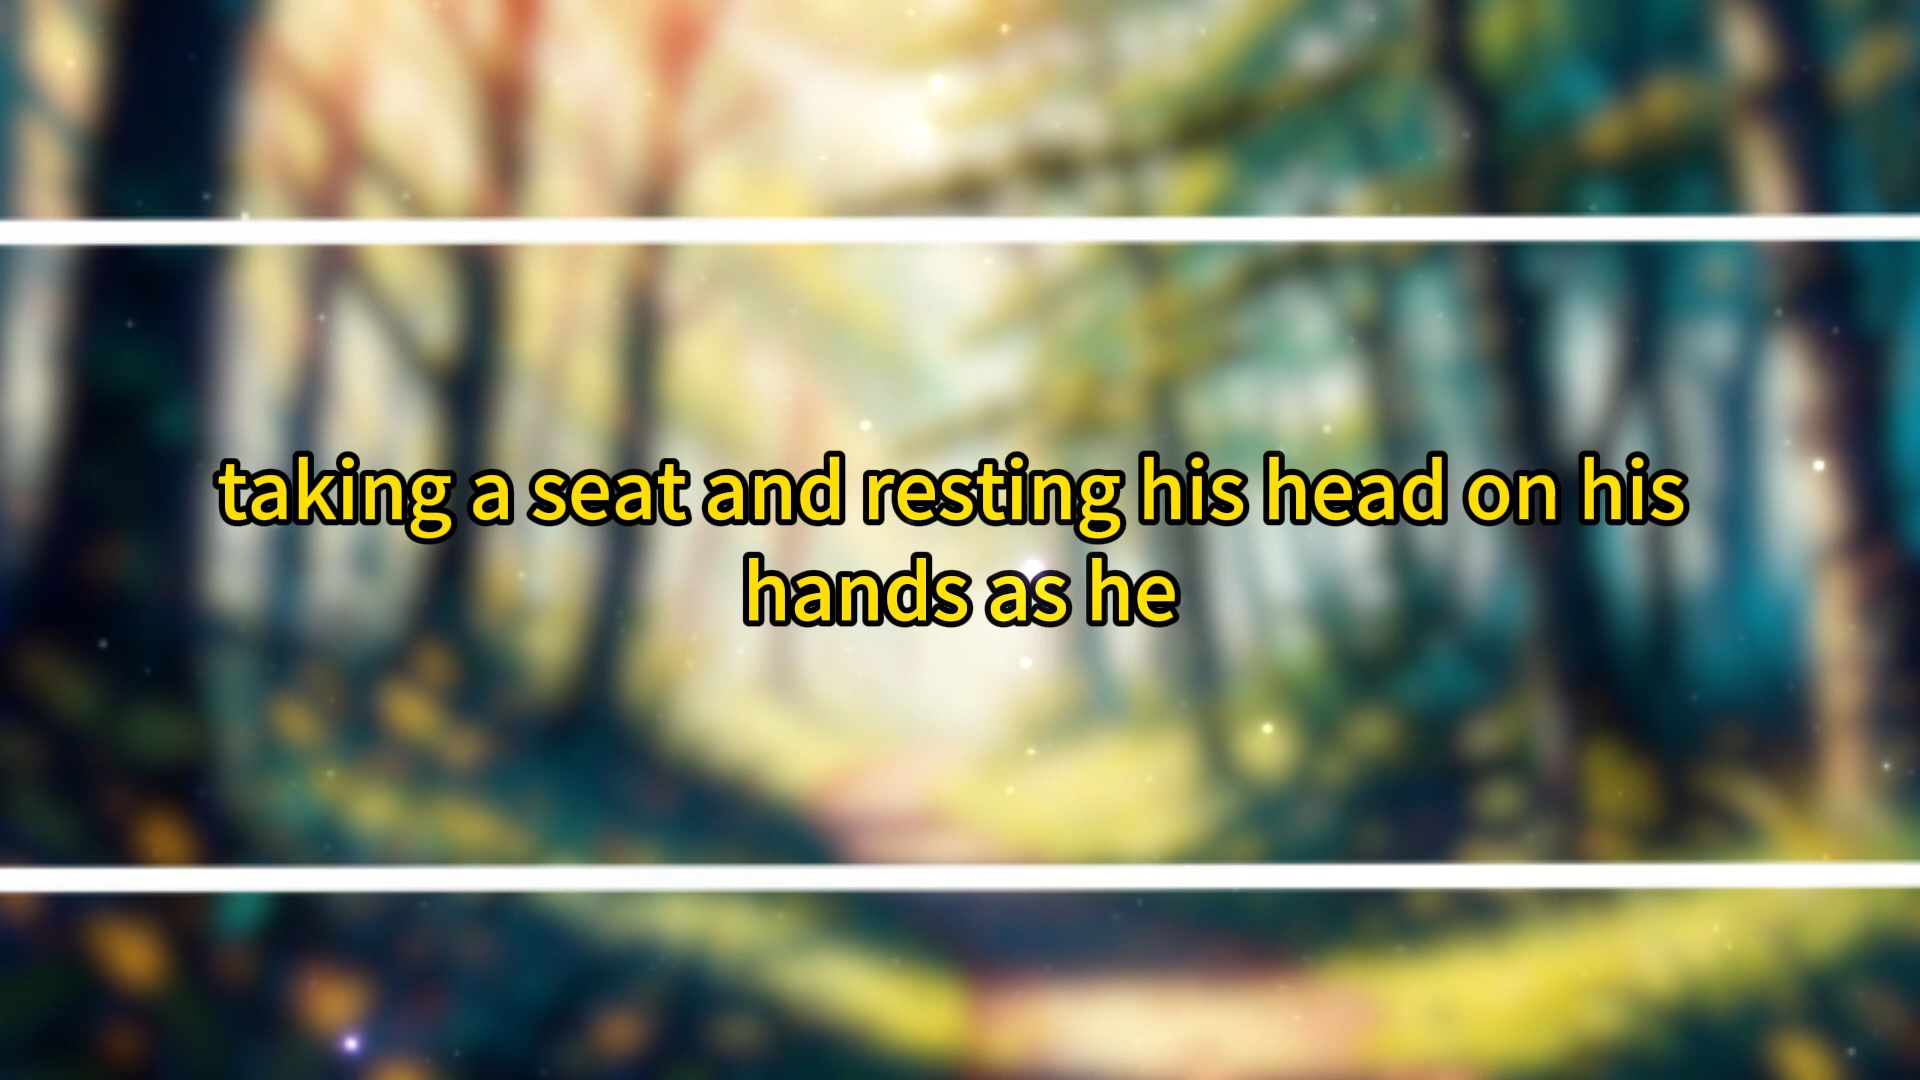 taking a seat and resting his head on his
hands as he